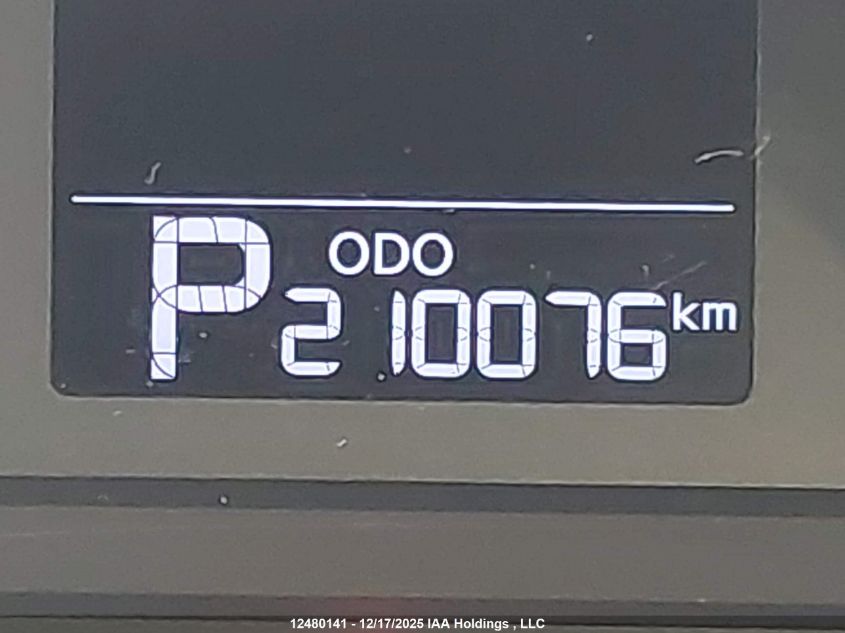 ODO
P 210076 km
12480141 - 12/17/2025 IAA Holdings , LLC